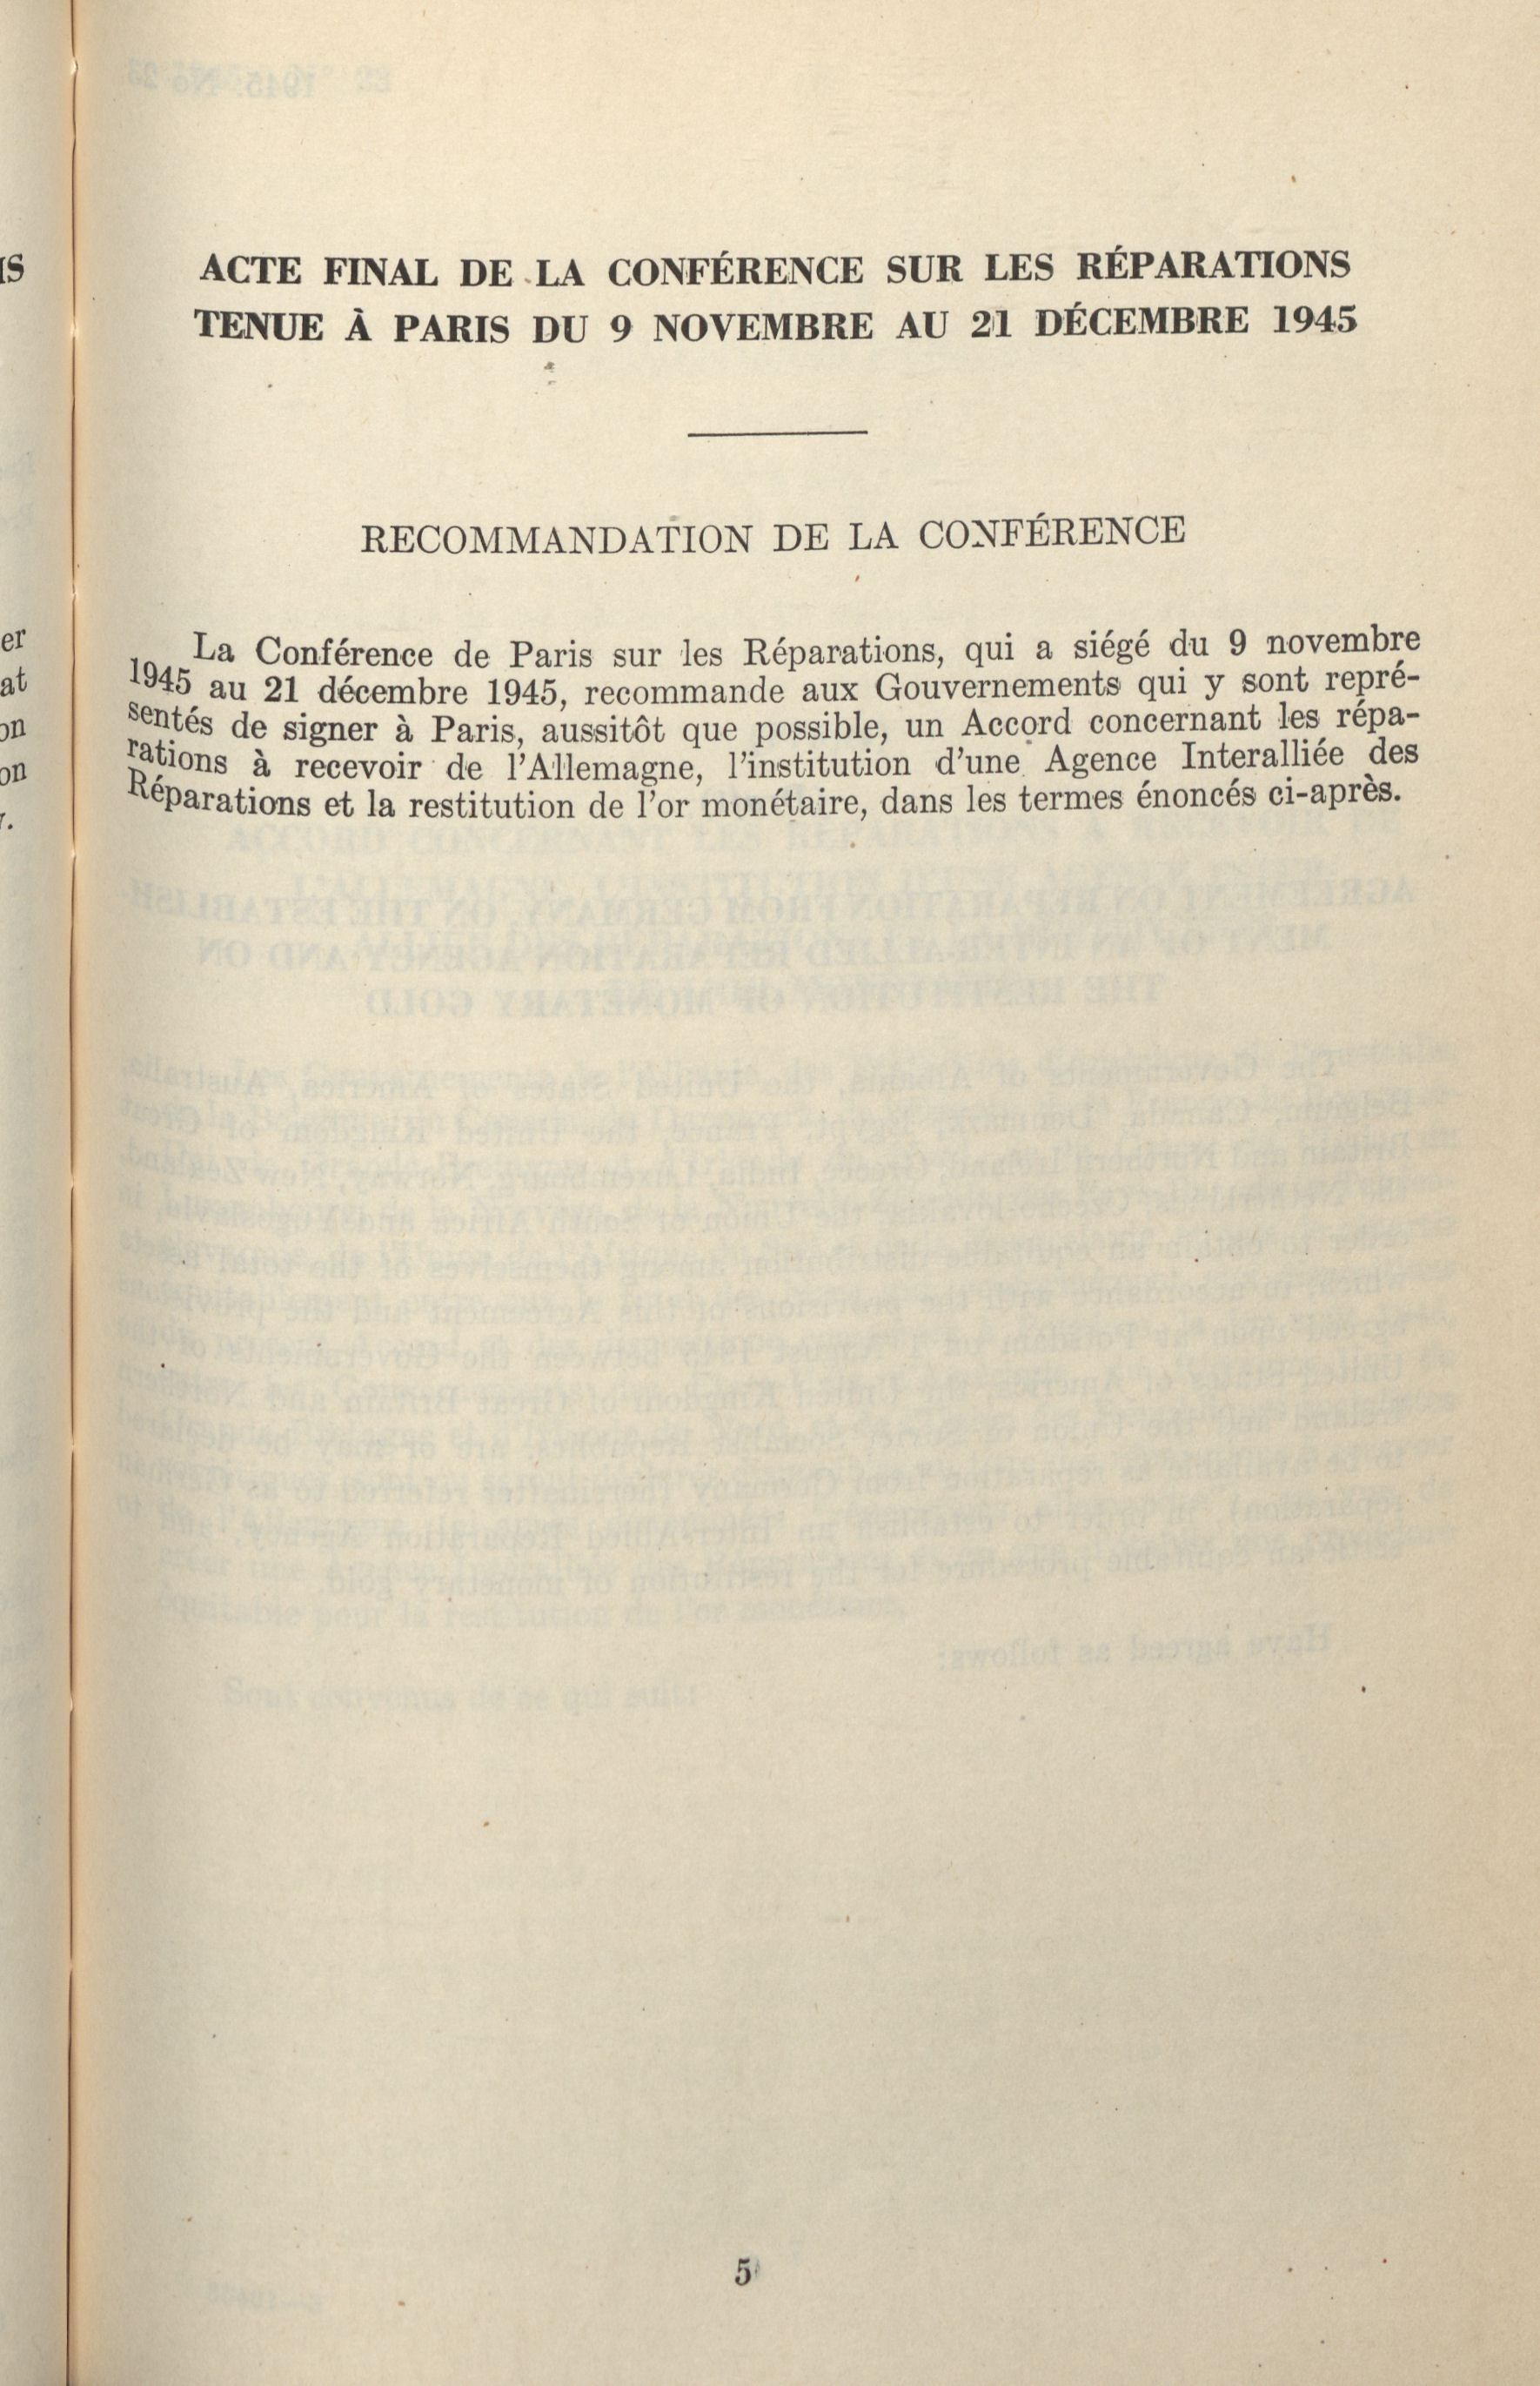 ACTE FINAL DE LA CONFÉRENCE SUR LES RÉPARATIONS
TENUE À PARIS DU 9 NOVEMBRE AU 21 DÉCEMBRE 1945
RECOMMANDATION DE LA CONFÉRENCE
La Conférence de Paris sur les Réparations, qui a siégé du 9 novembre
1945 au 21 décembre 1945, recommande aux Gouvernements qui y sont repré-
sentés de signer à Paris, aussitôt que possible, un Accord concernant les répa-
rations à recevoir de l'Allemagne, l'institution d'une Agence Interalliée des
Réparations et la restitution de l'or monétaire, dans les termes énoncés ci-après.
5